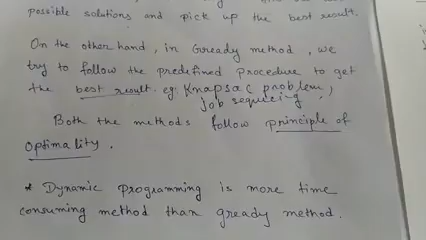 possible solutions and pick up the best result.
On the other hand, in Gready method, we
try to follow the predefined procedure to get
the best result. eg: Knapsac problem,
job sequcing
Both the methods follow principle of
optimality.
* Dynamic programming is more time
consuming method than gready method.